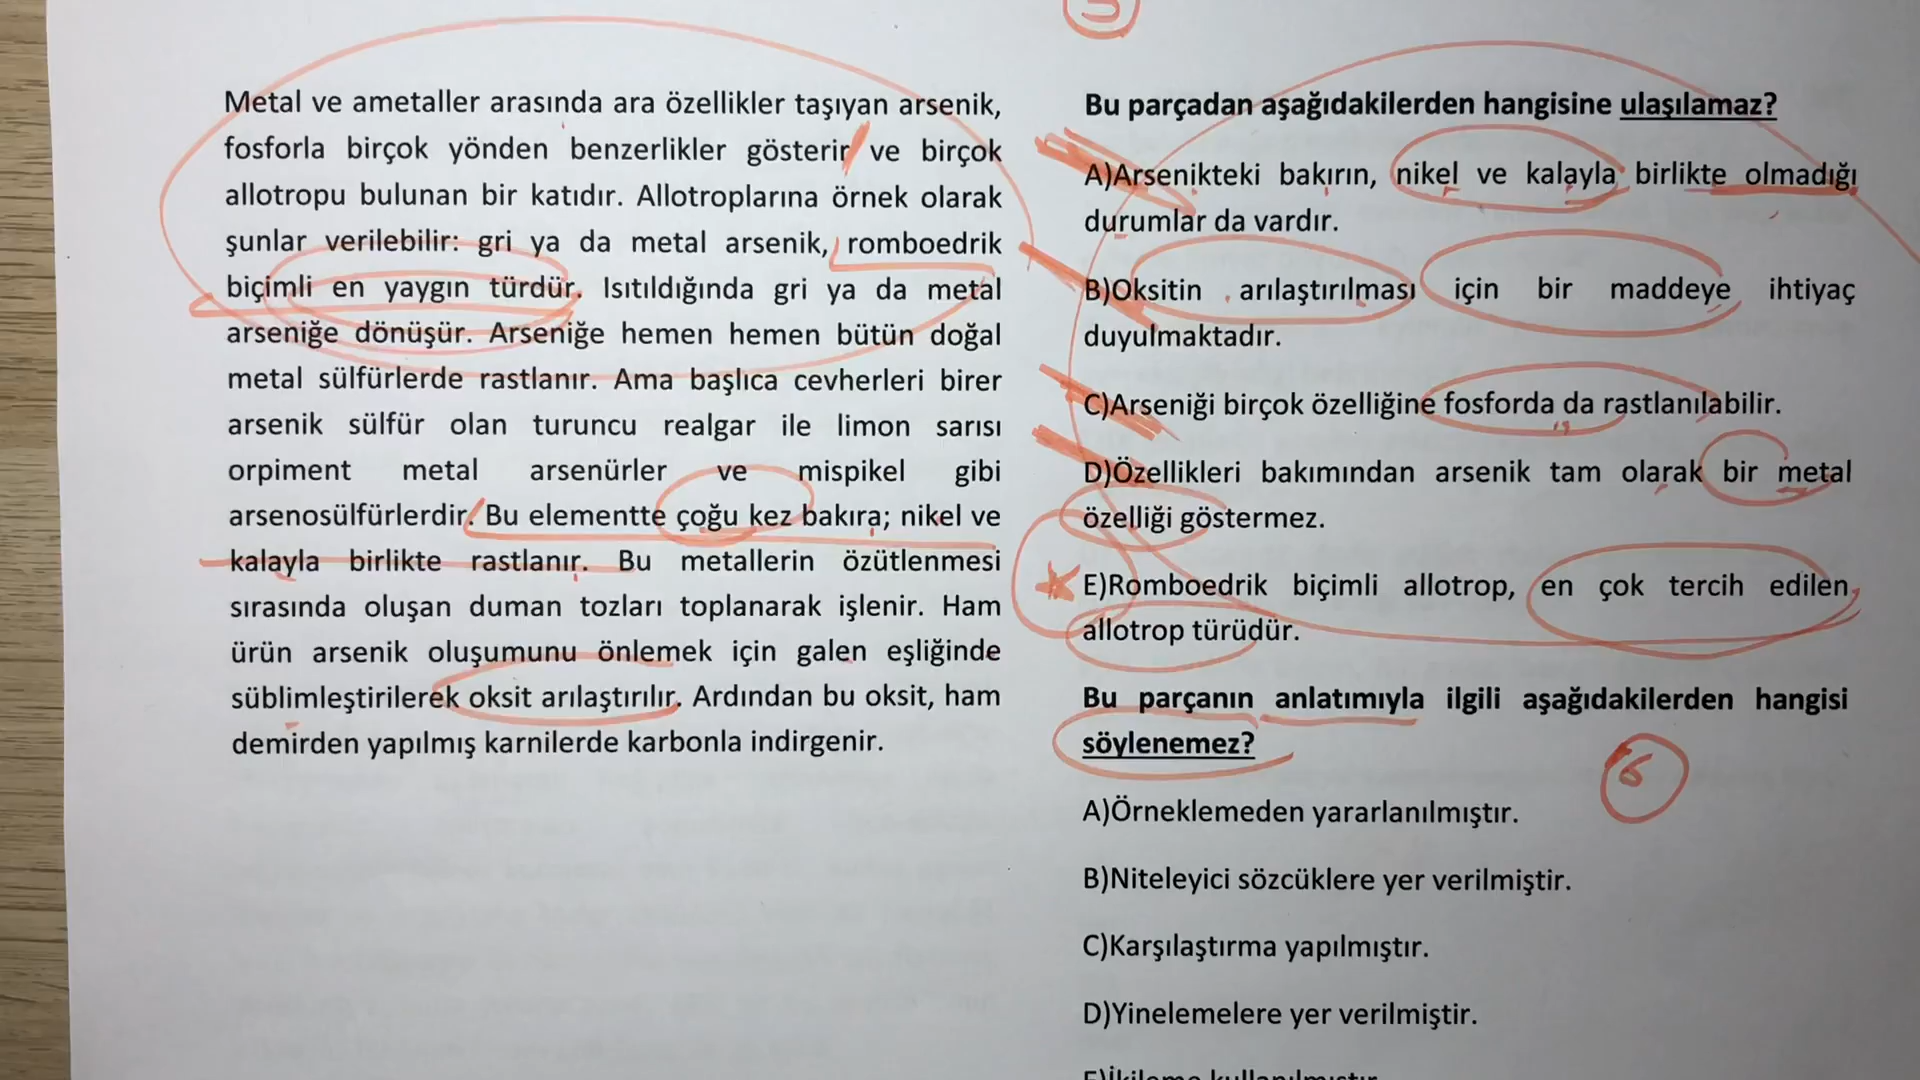 Metal ve ametaller arasında ara özellikler taşıyan arsenik,
fosforla birçok yönden benzerlikler gösterir ve birçok
allotropu bulunan bir katıdır. Allotroplarına örnek olarak
şunlar verilebilir: gri ya da metal arsenik, romboedrik
biçimli en yaygın türdür. Isıtıldığında gri ya da metal
arseniğe dönüşür. Arseniğe hemen hemen bütün doğal
metal sülfürlerde rastlanır. Ama başlıca cevherleri birer
arsenik sülfür olan turuncu realgar ile limon sarısı
orpiment metal arsenürler ve mispikel gibi
arsenosülfürlerdir. Bu elementte çoğu kez bakıra; nikel ve
kalayla birlikte rastlanır. Bu metallerin özütlenmesi
sırasında oluşan duman tozları toplanarak işlenir. Ham
ürün arsenik oluşumunu önlemek için galen eşliğinde
süblimleştirilerek oksit arılaştırılır. Ardından bu oksit, ham
demirden yapılmış karnilerde karbonla indirgenir.
5
Bu parçadan aşağıdakilerden hangisine ulaşılamaz?
A)Arsenikteki bakırın, nikel ve kalayla birlikte olmadığı
durumlar da vardır.
B)Oksitin arılaştırılması için bir maddeye ihtiyaç
duyulmaktadır.
C)Arseniği birçok özelliğine fosforda da rastlanılabilir.
D)Özellikleri bakımından arsenik tam olarak bir metal
özelliği göstermez.
E)Romboedrik biçimli allotrop, en çok tercih edilen
allotrop türüdür.
Bu parçanın anlatımıyla ilgili aşağıdakilerden hangisi
söylenemez?
6
A)Örneklemeden yararlanılmıştır.
B)Niteleyici sözcüklere yer verilmiştir.
C)Karşılaştırma yapılmıştır.
D)Yinelemelere yer verilmiştir.
E)İkileme kullanılmıştır.